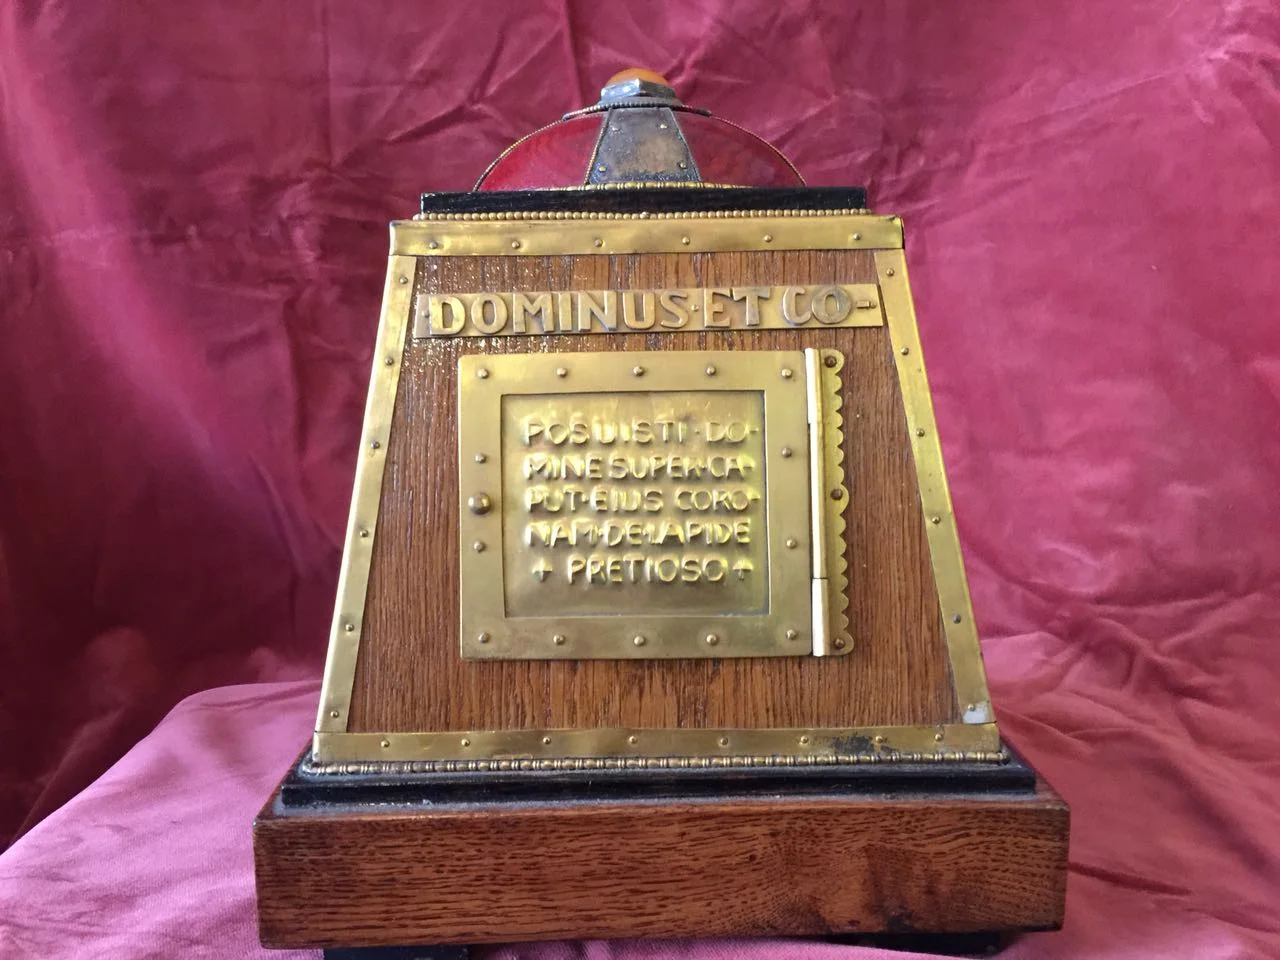 DOMINUS·ET CO-
POSUISTI·DO-
MINE SUPER·CA-
PUT·EIUS CORO-
NAM·DE·LAPIDE
+ PRETIOSO +